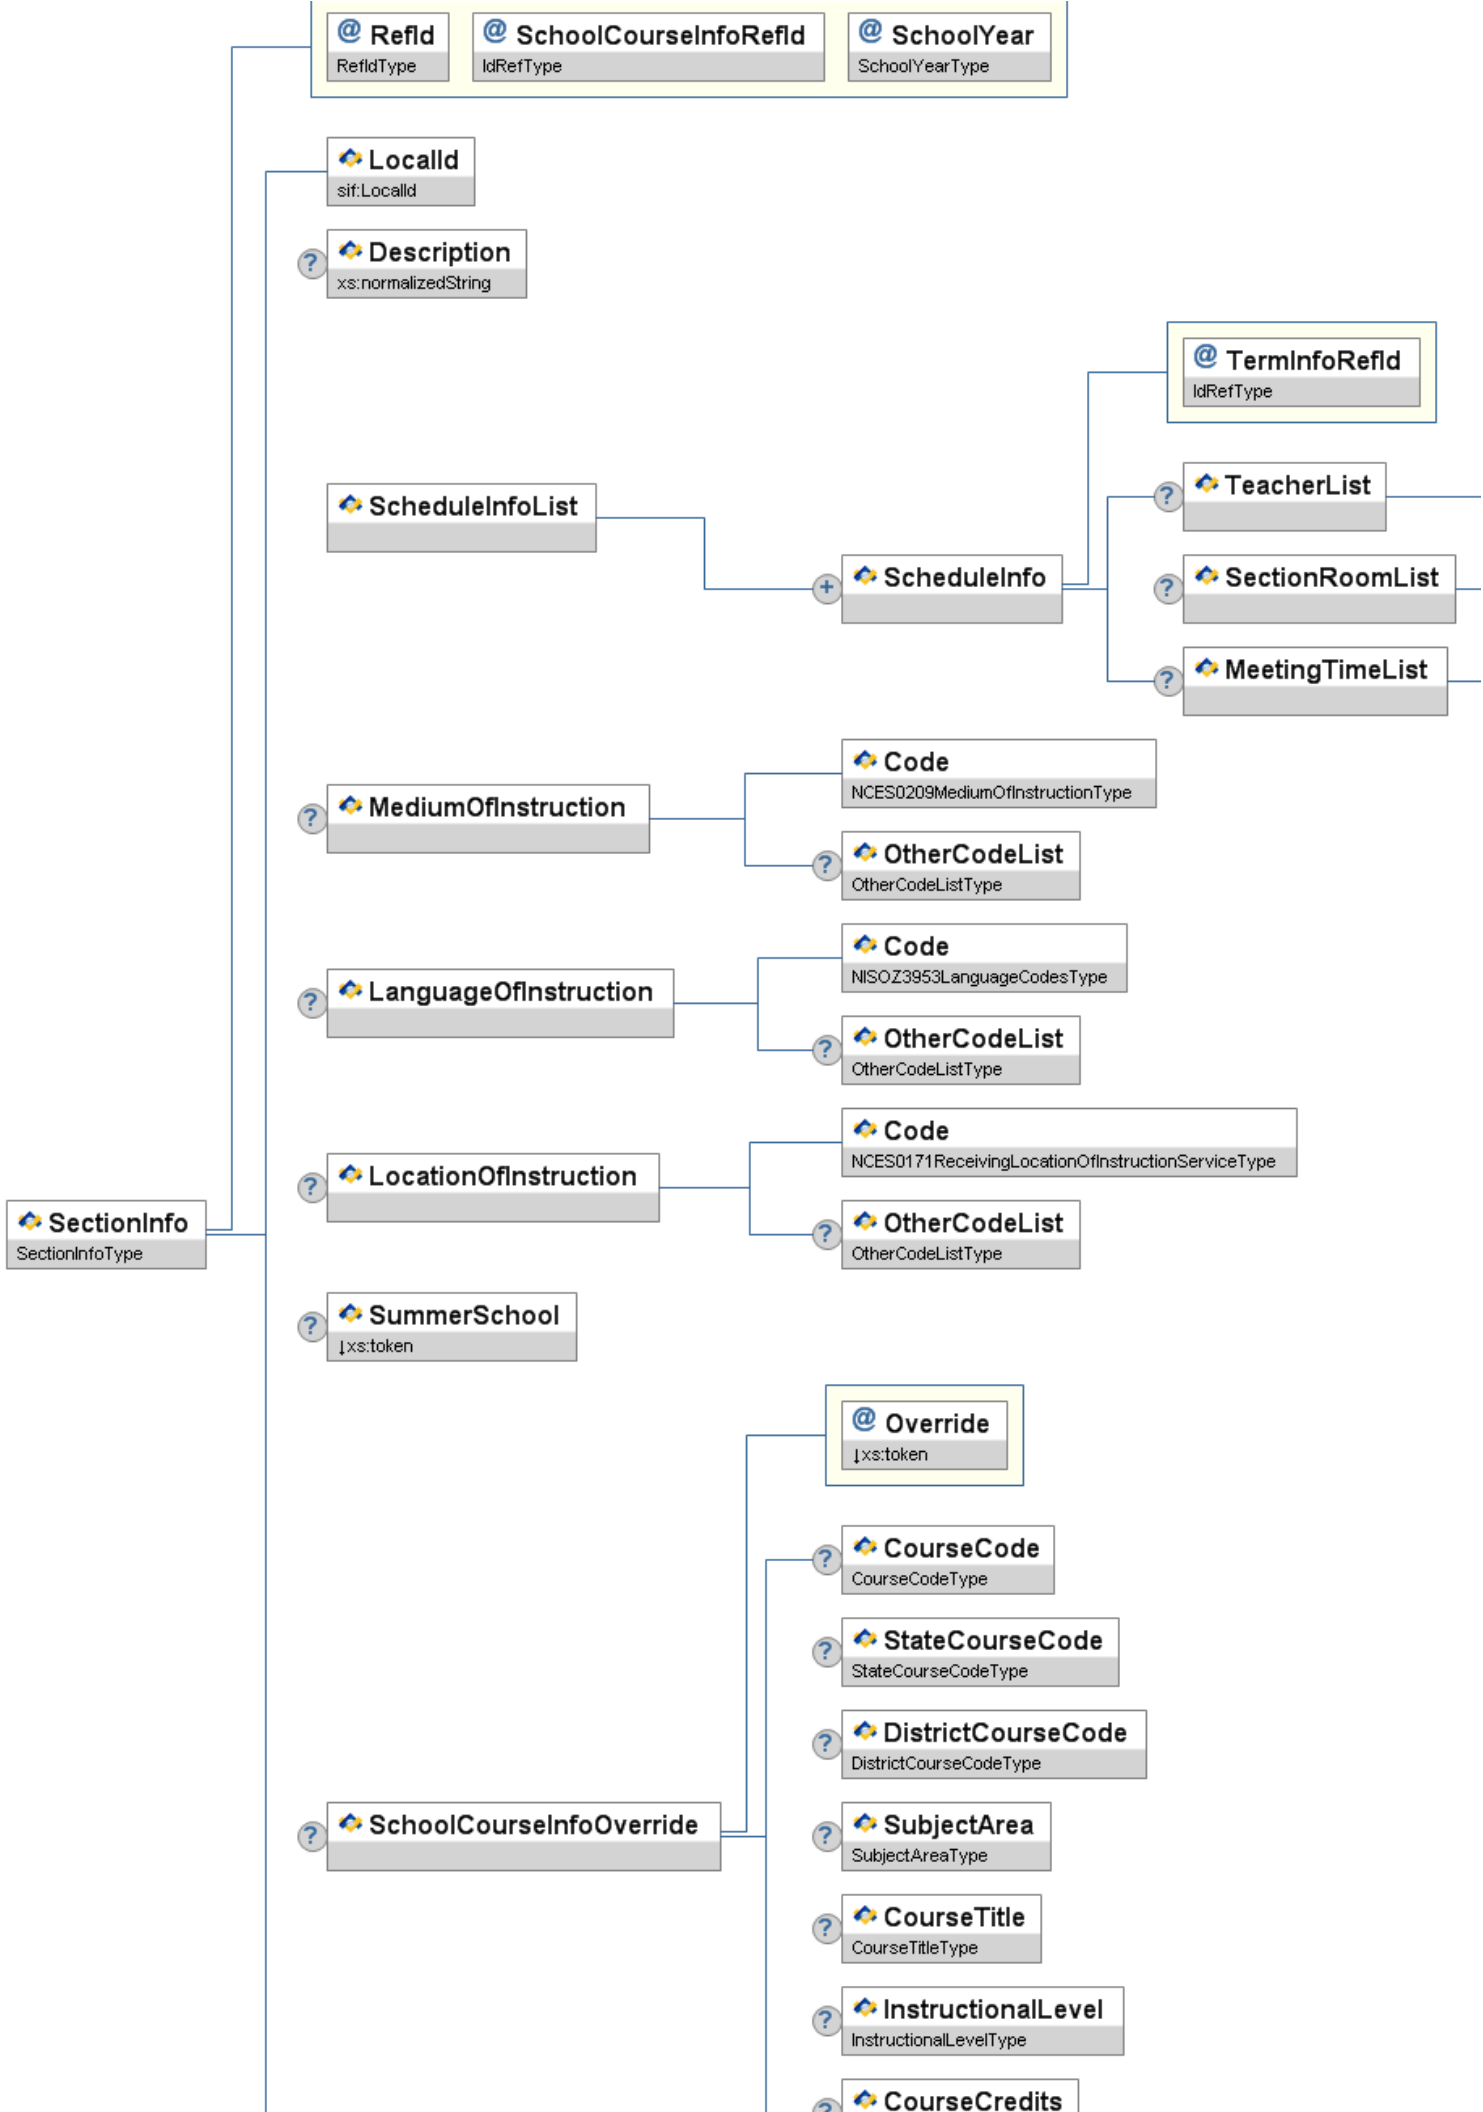 @ RefId
RefIdType
@ SchoolCourseInfoRefId
IdRefType
@ SchoolYear
SchoolYearType
LocalId
sif:LocalId
? Description
xs:normalizedString
@ TermInfoRefId
IdRefType
ScheduleInfoList
? TeacherList
+ ScheduleInfo
? SectionRoomList
? MeetingTimeList
? MediumOfInstruction
Code
NCES0209MediumOfInstructionType
? OtherCodeList
OtherCodeListType
? LanguageOfInstruction
Code
NISOZ3953LanguageCodesType
? OtherCodeList
OtherCodeListType
? LocationOfInstruction
Code
NCES0171ReceivingLocationOfInstructionServiceType
? OtherCodeList
OtherCodeListType
SectionInfo
SectionInfoType
? SummerSchool
↓xs:token
@ Override
↓xs:token
? CourseCode
CourseCodeType
? StateCourseCode
StateCourseCodeType
? DistrictCourseCode
DistrictCourseCodeType
? SchoolCourseInfoOverride
? SubjectArea
SubjectAreaType
? CourseTitle
CourseTitleType
? InstructionalLevel
InstructionalLevelType
? CourseCredits